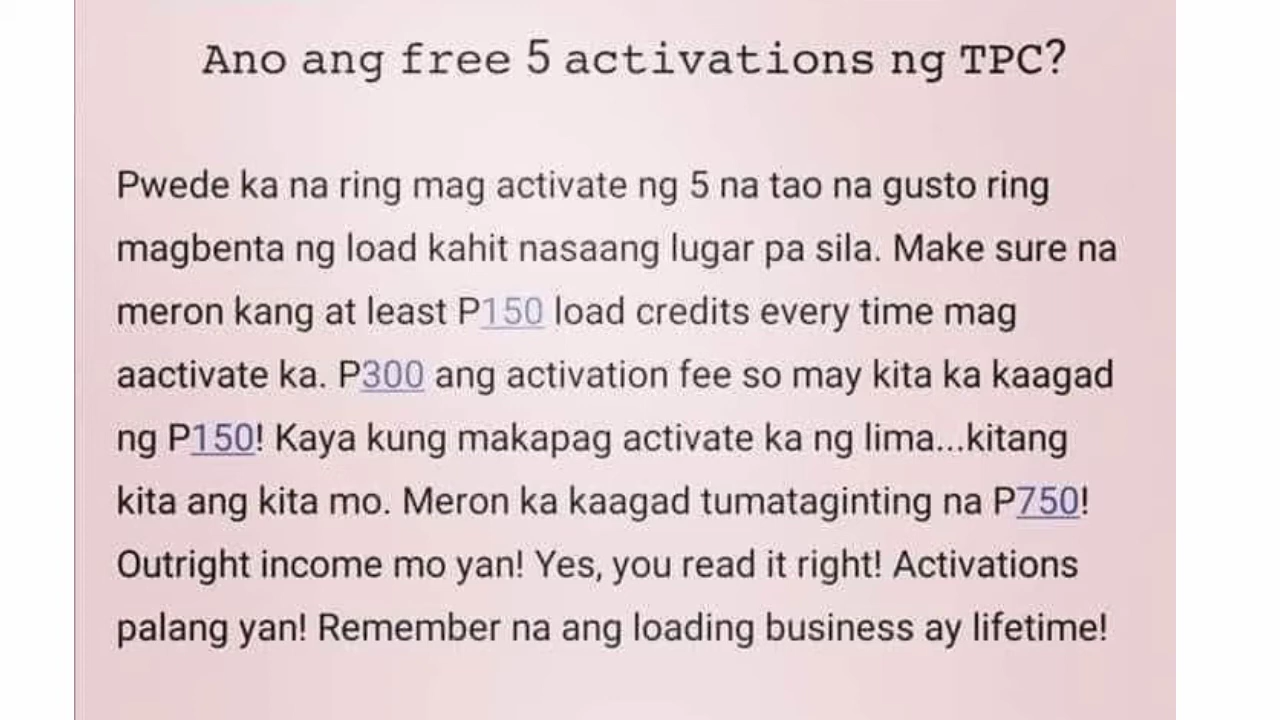 Ano ang free 5 activations ng TPC?
Pwede ka na ring mag activate ng 5 na tao na gusto ring
magbenta ng load kahit nasaang lugar pa sila. Make sure na
meron kang at least P150 load credits every time mag
aactivate ka. P300 ang activation fee so may kita ka kaagad
ng P150! Kaya kung makapag activate ka ng lima...kitang
kita ang kita mo. Meron ka kaagad tumataginting na P750!
Outright income mo yan! Yes, you read it right! Activations
palang yan! Remember na ang loading business ay lifetime!